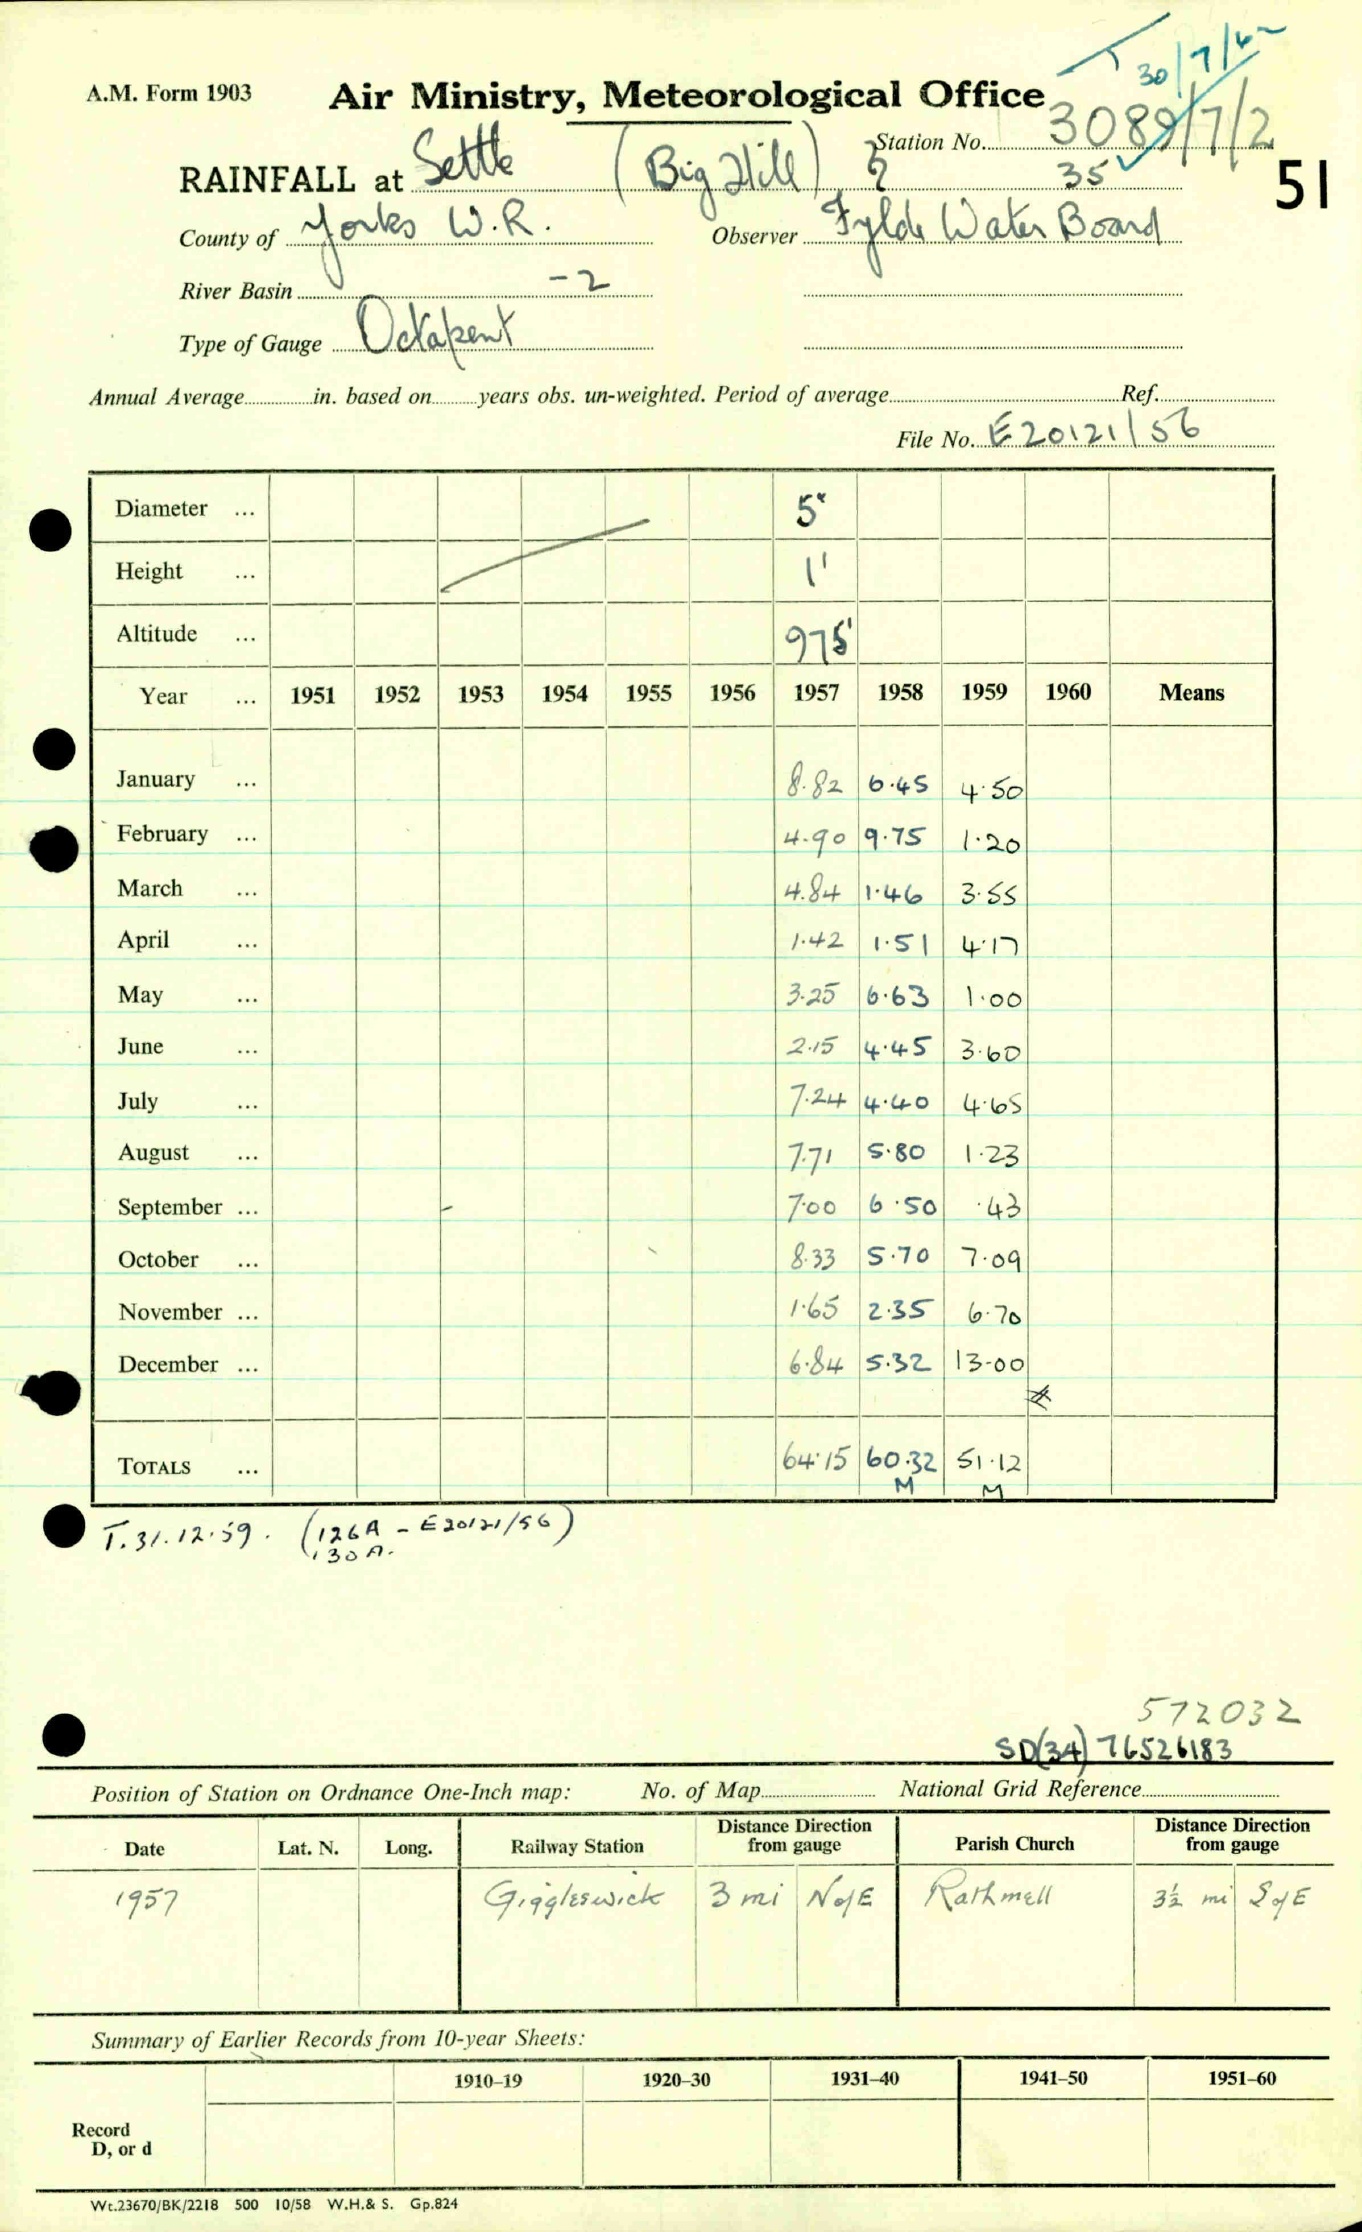 30/7/62
A.M. Form 1903 Air Ministry, Meteorological Office
Station No. 3089/7/2
RAINFALL at Settle (Big Hill) 35 51
County of Yorks W.R. Observer Fylde Water Board
River Basin -2
Type of Gauge Octapent
Annual Average in. based on years obs. un-weighted. Period of average Ref.
File No. E20121/56
Diameter ... 5"
Height ... 1'
Altitude ... 975'
Year ... 1951 1952 1953 1954 1955 1956 1957 1958 1959 1960 Means
January ... 8.82 6.45 4.50
February ... 4.90 9.75 1.20
March ... 4.84 1.46 3.55
April ... 1.42 1.51 4.17
May ... 3.25 6.63 1.00
June ... 2.15 4.45 3.60
July ... 7.24 4.40 4.65
August ... 7.71 5.80 1.23
September ... 7.00 6.50 .43
October ... 8.33 5.70 7.09
November ... 1.65 2.35 6.70
December ... 6.84 5.32 13.00
TOTALS ... 64.15 60.32 51.12
M M
T.31.12.59. (126A - E20121/56)
130A.
572032
SD(34) 76526183
Position of Station on Ordnance One-Inch map: No. of Map National Grid Reference
Date Lat. N. Long. Railway Station Distance Direction from gauge Parish Church Distance Direction from gauge
1957 Giggleswick 3 mi N of E Rathmell 3½ mi S of E
Summary of Earlier Records from 10-year Sheets:
1910–19 1920–30 1931–40 1941–50 1951–60
Record
D, or d
Wt.23670/BK/2218 500 10/58 W.H.& S. Gp.824